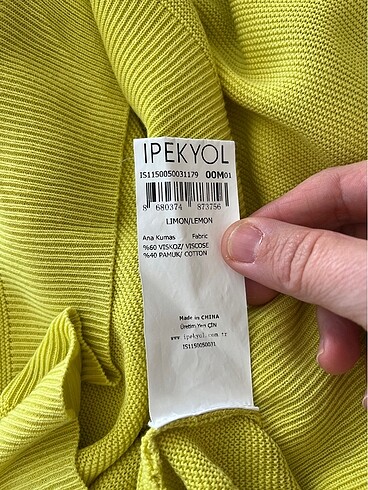 IPEKYOL
IS1150050031179 00M01
8 680374 873756
LIMON/LEMON
Ana Kumas Fabric
%60 VISKOZ/ VISCOSE
%40 PAMUK/ COTTON
Made in CHINA
Üretim Yeri ÇİN
www.ipekyol.com.tr
IS1150050031